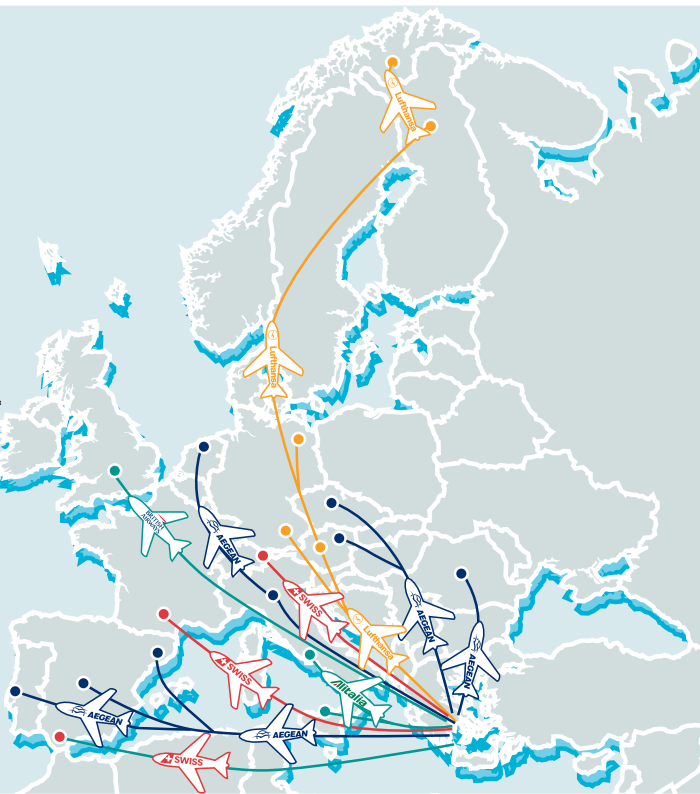 Lufthansa
Lufthansa
BRITISH
AIRWAYS
AEGEAN
SWISS
AEGEAN
Lufthansa
AEGEAN
SWISS
Alitalia
AEGEAN
AEGEAN
SWISS